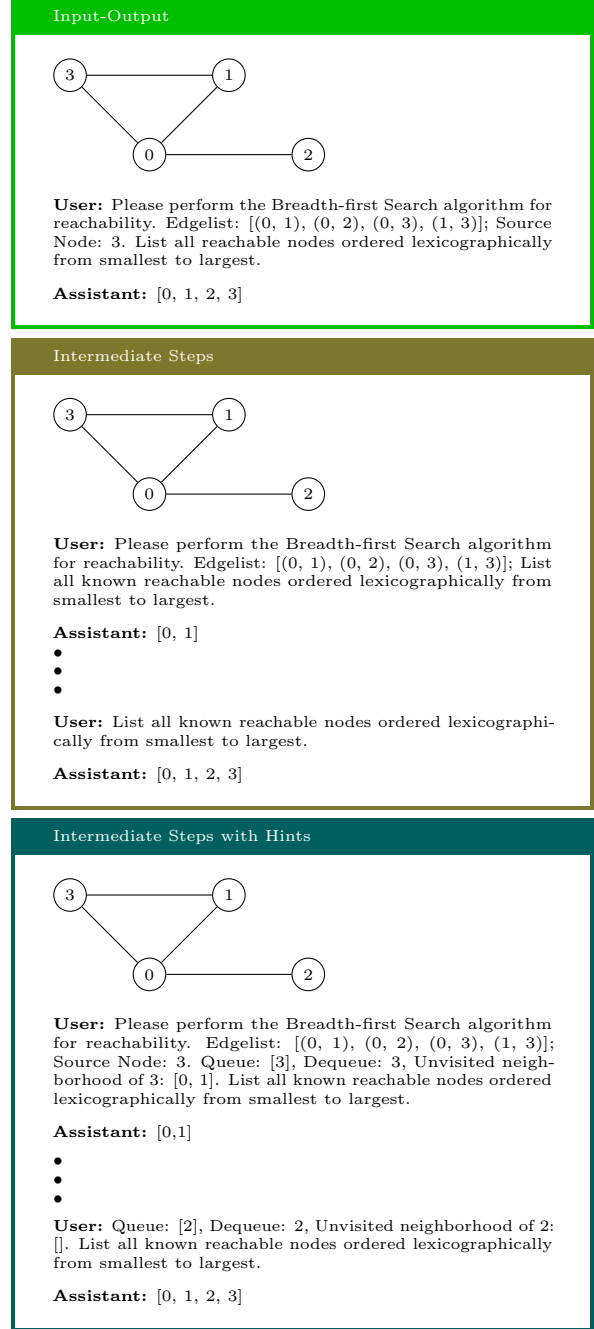 Input-Output
3
1
0
2
User: Please perform the Breadth-first Search algorithm for
reachability. Edgelist: [(0, 1), (0, 2), (0, 3), (1, 3)]; Source
Node: 3. List all reachable nodes ordered lexicographically
from smallest to largest.
Assistant: [0, 1, 2, 3]
Intermediate Steps
3
1
0
2
User: Please perform the Breadth-first Search algorithm
for reachability. Edgelist: [(0, 1), (0, 2), (0, 3), (1, 3)]; List
all known reachable nodes ordered lexicographically from
smallest to largest.
Assistant: [0, 1]
•
•
•
User: List all known reachable nodes ordered lexicographi-
cally from smallest to largest.
Assistant: [0, 1, 2, 3]
Intermediate Steps with Hints
3
1
0
2
User: Please perform the Breadth-first Search algorithm
for reachability. Edgelist: [(0, 1), (0, 2), (0, 3), (1, 3)];
Source Node: 3. Queue: [3], Dequeue: 3, Unvisited neigh-
borhood of 3: [0, 1]. List all known reachable nodes ordered
lexicographically from smallest to largest.
Assistant: [0,1]
•
•
•
User: Queue: [2], Dequeue: 2, Unvisited neighborhood of 2:
[]. List all known reachable nodes ordered lexicographically
from smallest to largest.
Assistant: [0, 1, 2, 3]